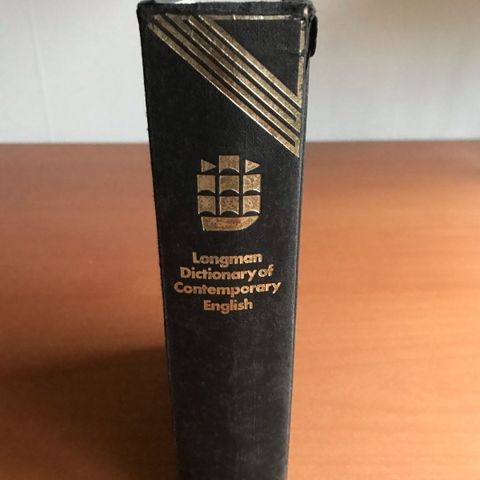 Longman
Dictionary of
Contemporary
English